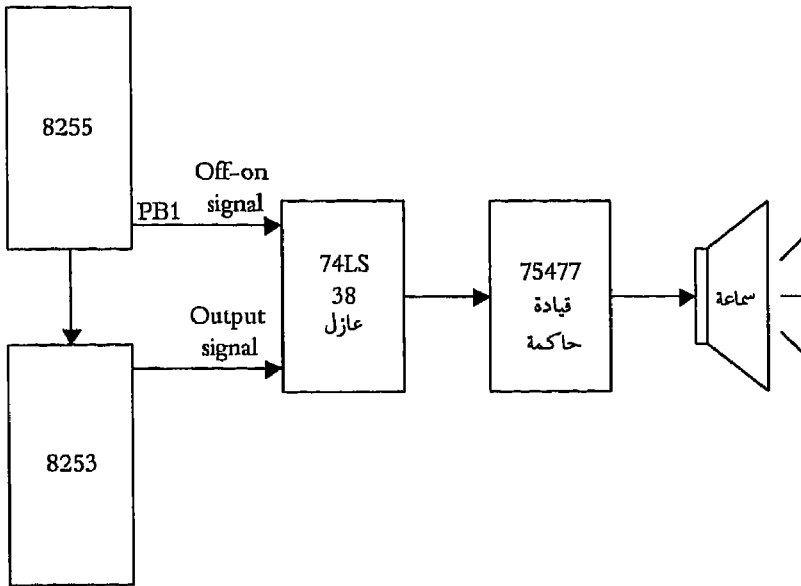 8255
PB1
Off-on
signal
74LS
38
عازل
75477
قيادة
حاكمة
سماعة
Output
signal
8253